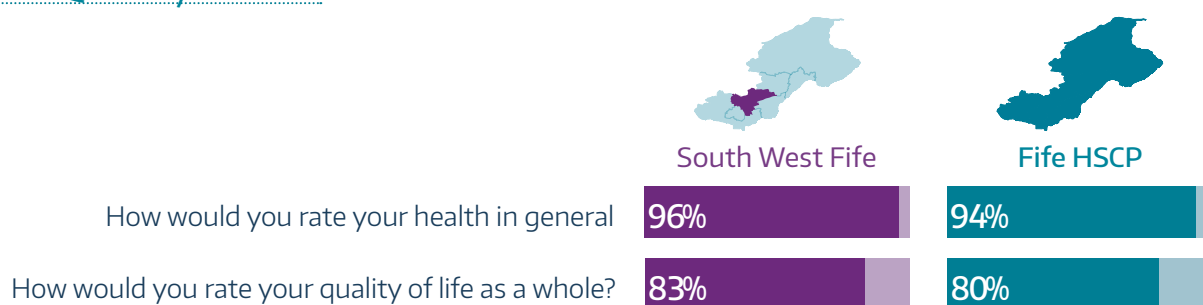 South West Fife
Fife HSCP
How would you rate your health in general
96%
94%
How would you rate your quality of life as a whole?
83%
80%